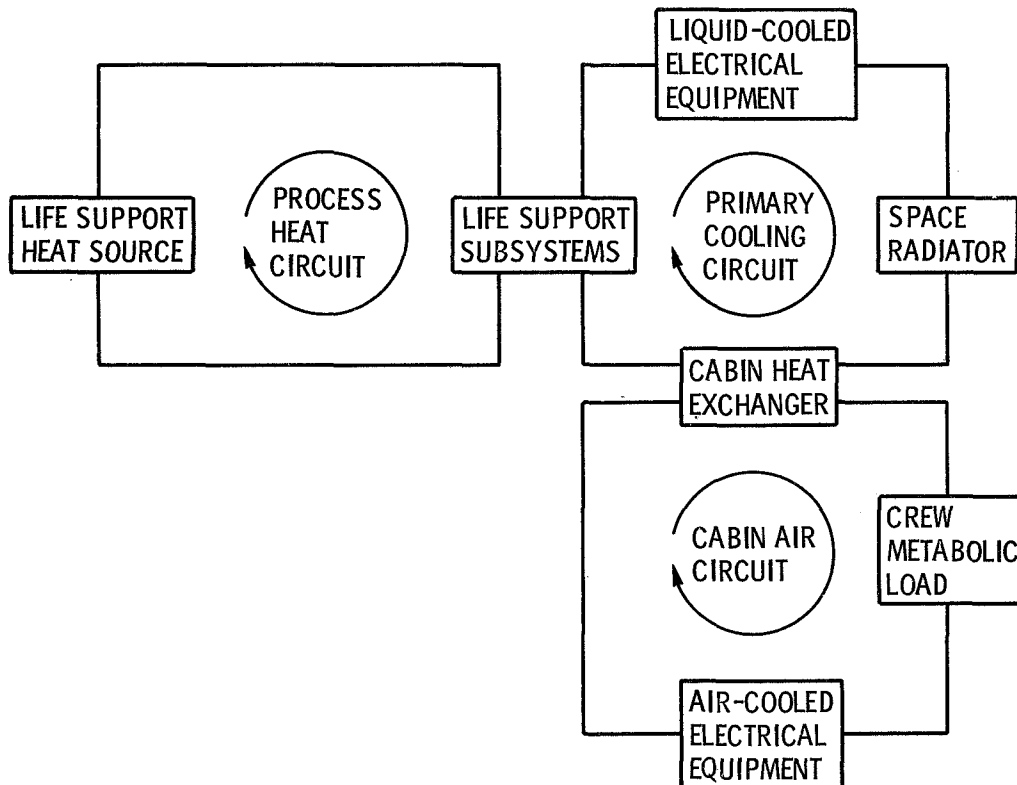 LIQUID-COOLED
ELECTRICAL
EQUIPMENT
LIFE SUPPORT
HEAT SOURCE
PROCESS
HEAT
CIRCUIT
LIFE SUPPORT
SUBSYSTEMS
PRIMARY
COOLING
CIRCUIT
SPACE
RADIATOR
CABIN HEAT
EXCHANGER
CABIN AIR
CIRCUIT
CREW
METABOLIC
LOAD
AIR-COOLED
ELECTRICAL
EQUIPMENT